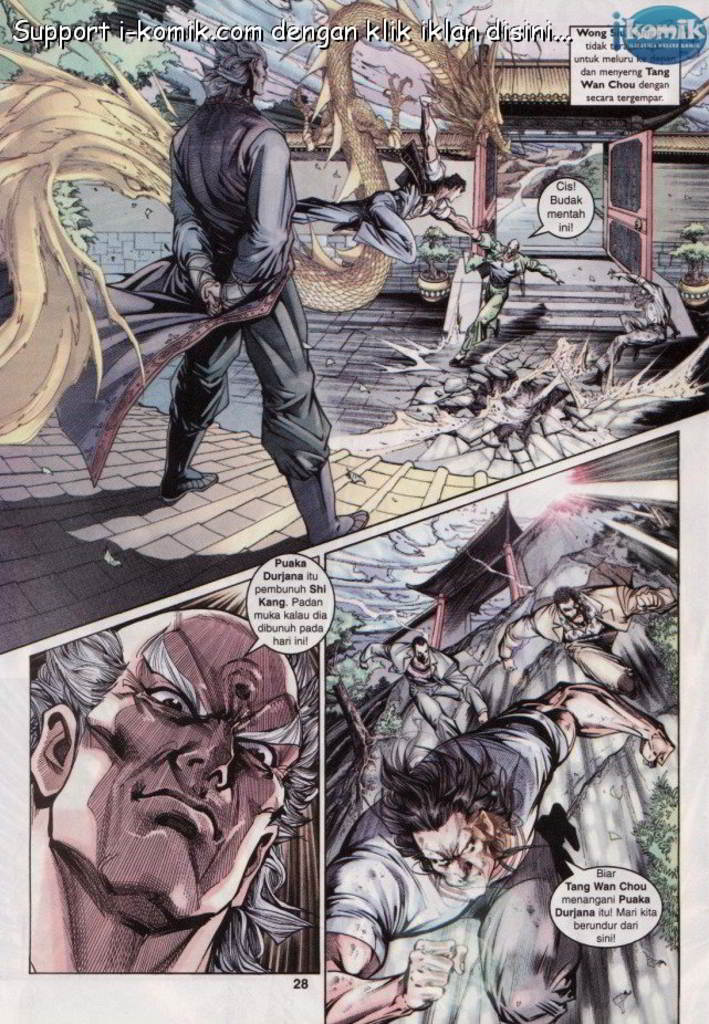 Support i-komik.com dengan klik iklan disini...
ikomik
Wong S
tidak
untuk meluru ke
dan menyerng Tang
Wan Chou dengan
secara tergempar.
Cis!
Budak
mentah
ini!
Puaka
Durjana itu
pembunuh Shi
Kang. Padan
muka kalau dia
dibunuh pada
hari ini!
Biar
Tang Wan Chou
menangani Puaka
Durjana itu! Mari kita
berundur dari
sini!
28